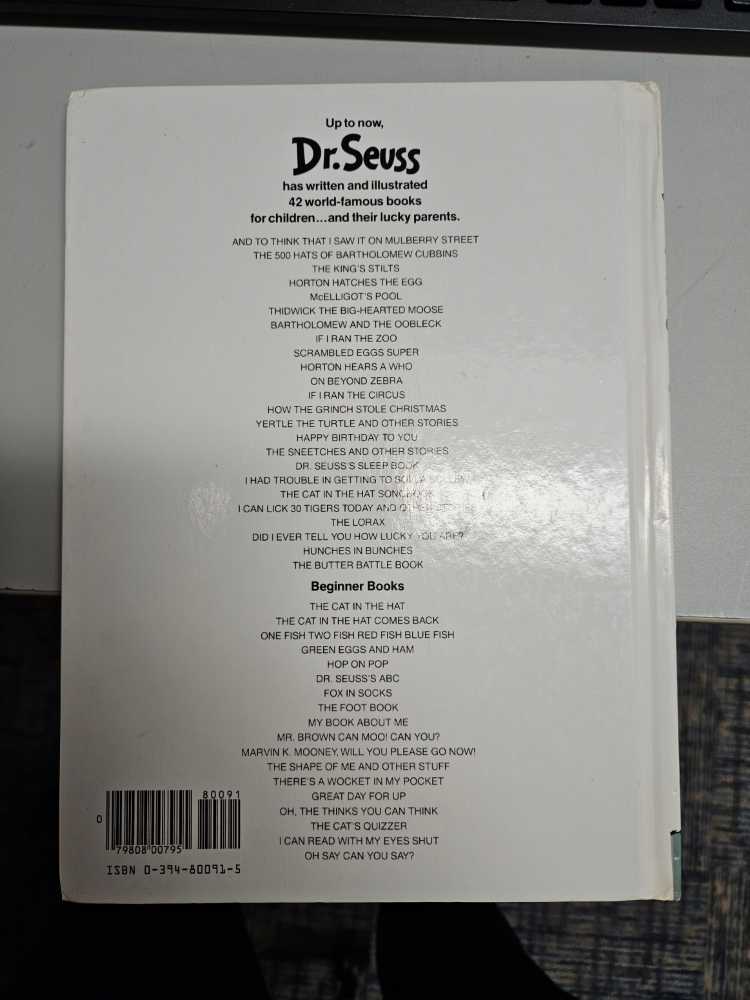 Up to now,
Dr. Seuss
has written and illustrated
42 world-famous books
for children...and their lucky parents.
AND TO THINK THAT I SAW IT ON MULBERRY STREET
THE 500 HATS OF BARTHOLOMEW CUBBINS
THE KING'S STILTS
HORTON HATCHES THE EGG
McELLIGOT'S POOL
THIDWICK THE BIG-HEARTED MOOSE
BARTHOLOMEW AND THE OOBLECK
IF I RAN THE ZOO
SCRAMBLED EGGS SUPER
HORTON HEARS A WHO
ON BEYOND ZEBRA
IF I RAN THE CIRCUS
HOW THE GRINCH STOLE CHRISTMAS
YERTLE THE TURTLE AND OTHER STORIES
HAPPY BIRTHDAY TO YOU
THE SNEETCHES AND OTHER STORIES
DR. SEUSS'S SLEEP BOOK
I HAD TROUBLE IN GETTING TO SOLLA SOLLEW
THE CAT IN THE HAT SONGBOOK
I CAN LICK 30 TIGERS TODAY AND OTHER STORIES
THE LORAX
DID I EVER TELL YOU HOW LUCKY YOU ARE?
HUNCHES IN BUNCHES
THE BUTTER BATTLE BOOK
Beginner Books
THE CAT IN THE HAT
THE CAT IN THE HAT COMES BACK
ONE FISH TWO FISH RED FISH BLUE FISH
GREEN EGGS AND HAM
HOP ON POP
DR. SEUSS'S ABC
FOX IN SOCKS
THE FOOT BOOK
MY BOOK ABOUT ME
MR. BROWN CAN MOO! CAN YOU?
MARVIN K. MOONEY, WILL YOU PLEASE GO NOW!
THE SHAPE OF ME AND OTHER STUFF
THERE'S A WOCKET IN MY POCKET
GREAT DAY FOR UP
OH, THE THINKS YOU CAN THINK
THE CAT'S QUIZZER
I CAN READ WITH MY EYES SHUT
OH SAY CAN YOU SAY?
80091
0
79808 00795
ISBN 0-394-80091-5